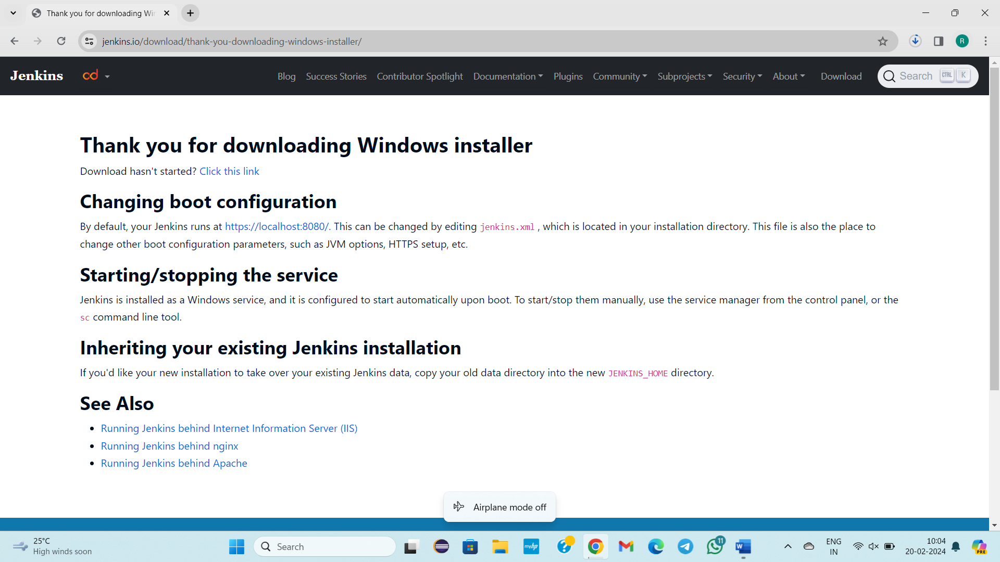 Thank you for downloading Wi
jenkins.io/download/thank-you-downloading-windows-installer/
R
Jenkins
cd
Blog Success Stories Contributor Spotlight Documentation Plugins Community Subprojects Security About Download Search CTRL K
Thank you for downloading Windows installer
Download hasn't started? Click this link
Changing boot configuration
By default, your Jenkins runs at https://localhost:8080/. This can be changed by editing jenkins.xml , which is located in your installation directory. This file is also the place to
change other boot configuration parameters, such as JVM options, HTTPS setup, etc.
Starting/stopping the service
Jenkins is installed as a Windows service, and it is configured to start automatically upon boot. To start/stop them manually, use the service manager from the control panel, or the
sc command line tool.
Inheriting your existing Jenkins installation
If you'd like your new installation to take over your existing Jenkins data, copy your old data directory into the new JENKINS_HOME directory.
See Also
Running Jenkins behind Internet Information Server (IIS)
Running Jenkins behind nginx
Running Jenkins behind Apache
Airplane mode off
25°C
High winds soon
Search
myhp
11
W
ENG
IN
10:04
20-02-2024
PRE